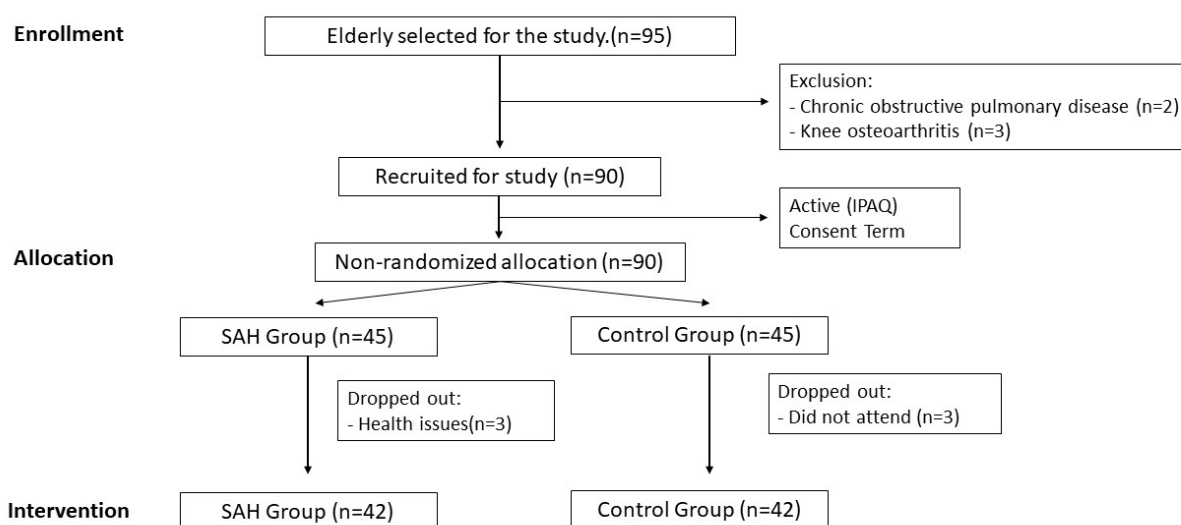 Enrollment
Elderly selected for the study.(n=95)
Exclusion:
- Chronic obstructive pulmonary disease (n=2)
- Knee osteoarthritis (n=3)
Recruited for study (n=90)
Active (IPAQ)
Consent Term
Allocation
Non-randomized allocation (n=90)
SAH Group (n=45)
Control Group (n=45)
Dropped out:
- Health issues(n=3)
Dropped out:
- Did not attend (n=3)
Intervention
SAH Group (n=42)
Control Group (n=42)